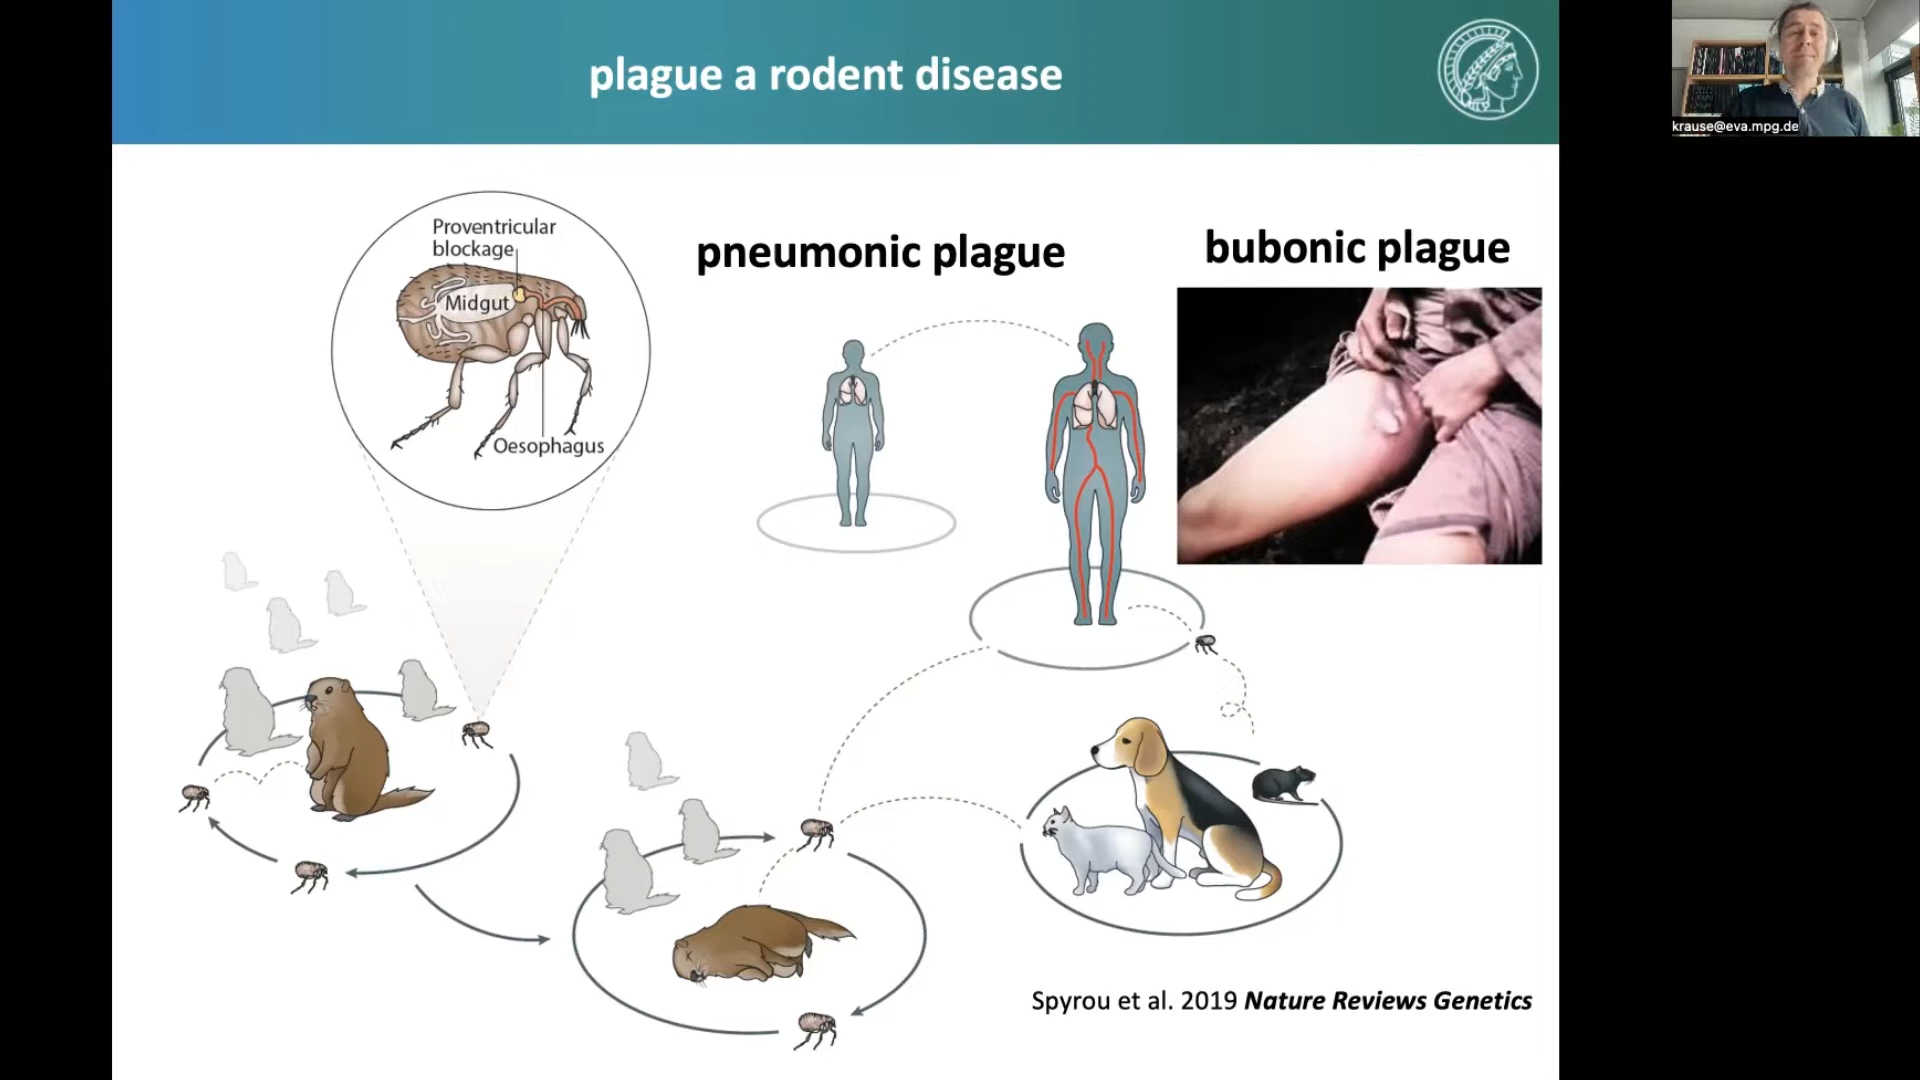 plague a rodent disease
krause@eva.mpg.de
Proventricular
blockage
Midgut
Oesophagus
pneumonic plague
bubonic plague
Spyrou et al. 2019 Nature Reviews Genetics